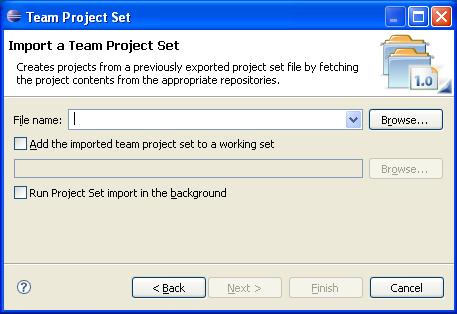 Team Project Set
Import a Team Project Set
Creates projects from a previously exported project set file by fetching
the project contents from the appropriate repositories.
1.0
File name:
Browse...
Add the imported team project set to a working set
Browse...
Run Project Set import in the background
?
< Back
Next >
Finish
Cancel